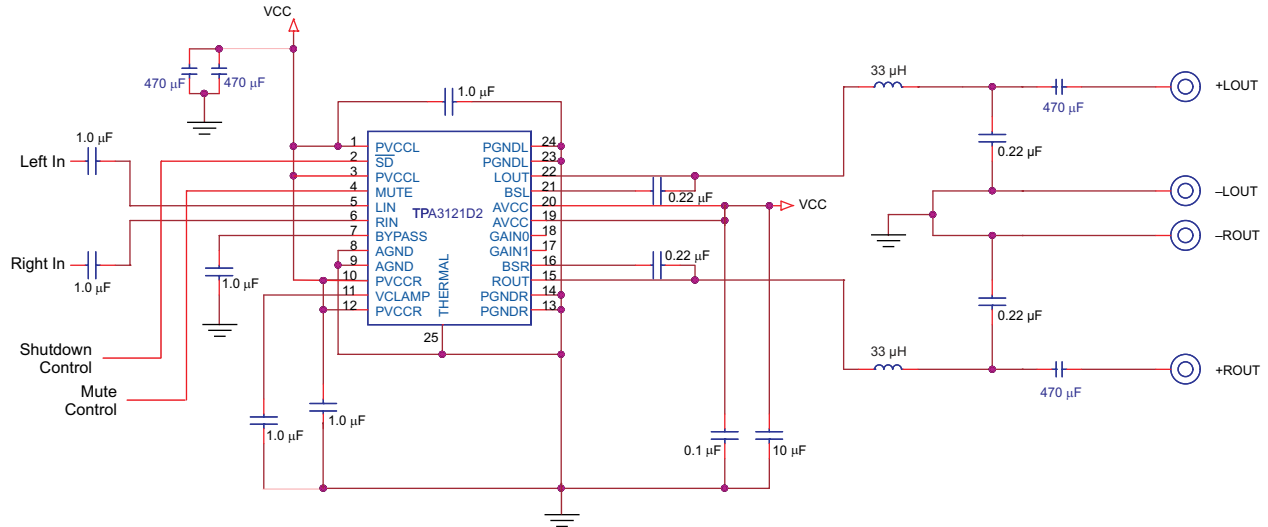 VCC
470 µF
470 µF
1.0 µF
1.0 µF
Left In
Right In
1.0 µF
1.0 µF
Shutdown
Control
Mute
Control
1.0 µF
1.0 µF
1 PVCCL
2 SD
3 PVCCL
4 MUTE
5 LIN
6 RIN
7 BYPASS
8 AGND
9 AGND
10 PVCCR
11 VCLAMP
12 PVCCR
TPA3121D2
THERMAL
25
PGNDL 24
PGNDL 23
LOUT 22
BSL 21
AVCC 20
AVCC 19
GAIN0 18
GAIN1 17
BSR 16
ROUT 15
PGNDR 14
PGNDR 13
0.22 µF
VCC
0.22 µF
0.1 µF
10 µF
33 µH
470 µF
+LOUT
0.22 µF
–LOUT
–ROUT
0.22 µF
33 µH
470 µF
+ROUT